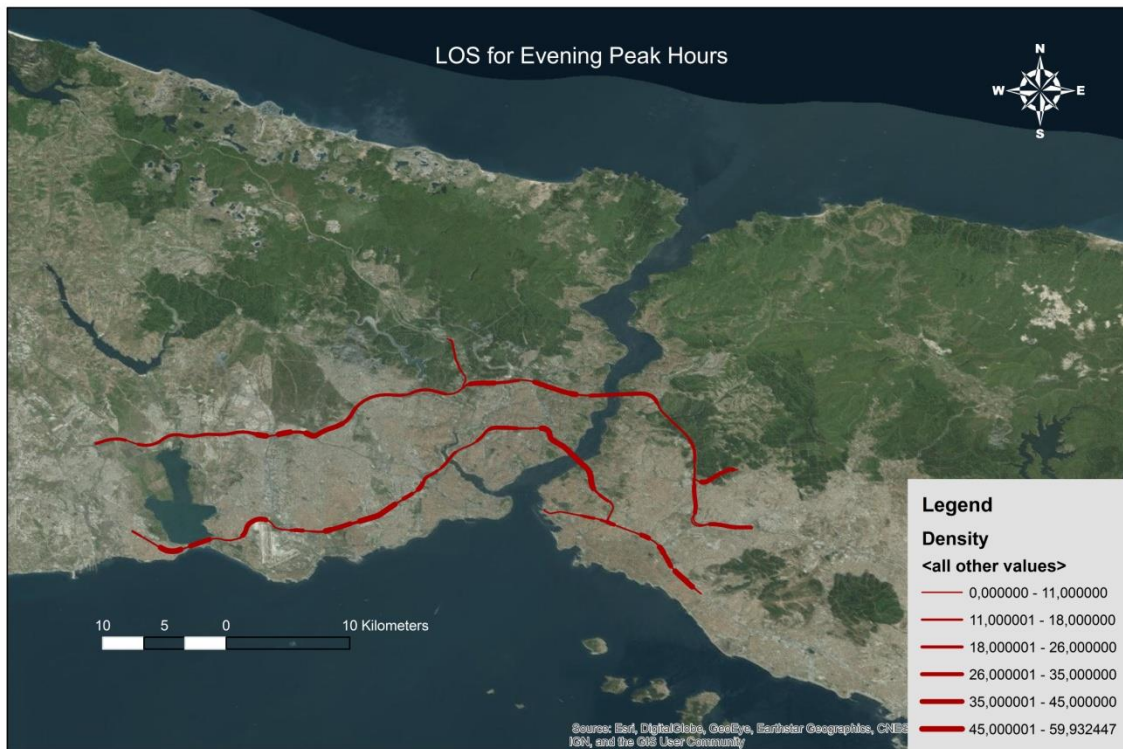 LOS for Evening Peak Hours
N
W E
S
10 5 0 10 Kilometers
Legend
Density
<all other values>
0,000000 - 11,000000
11,000001 - 18,000000
18,000001 - 26,000000
26,000001 - 35,000000
35,000001 - 45,000000
45,000001 - 59,932447
Source: Esri, DigitalGlobe, GeoEye, Earthstar Geographics, CNES
IGN, and the GIS User Community